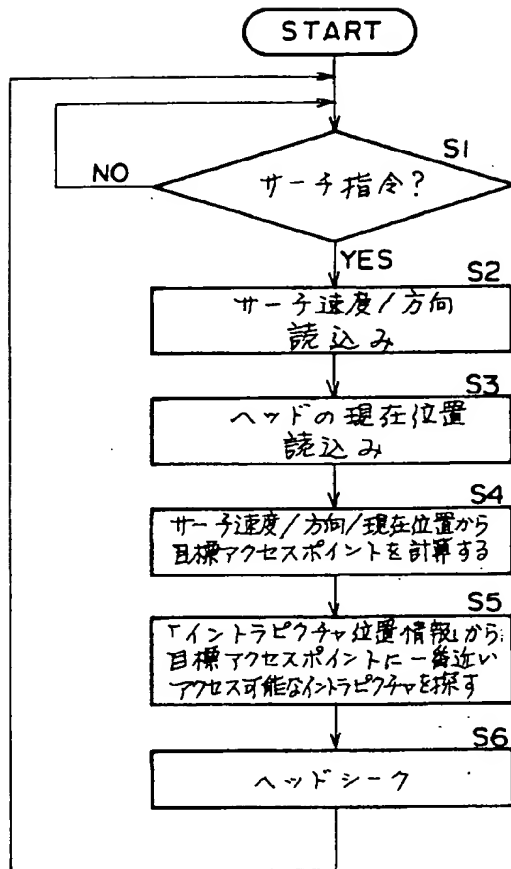 START
S1
サーチ指令?
NO
YES
S2
サーチ速度/方向
読込み
S3
ヘッドの現在位置
読込み
S4
サーチ速度/方向/現在位置から
目標アクセスポイントを計算する
S5
「イントラピクチャ位置情報」から
目標アクセスポイントに一番近い
アクセス可能なイントラピクチャを探す
S6
ヘッドシーク